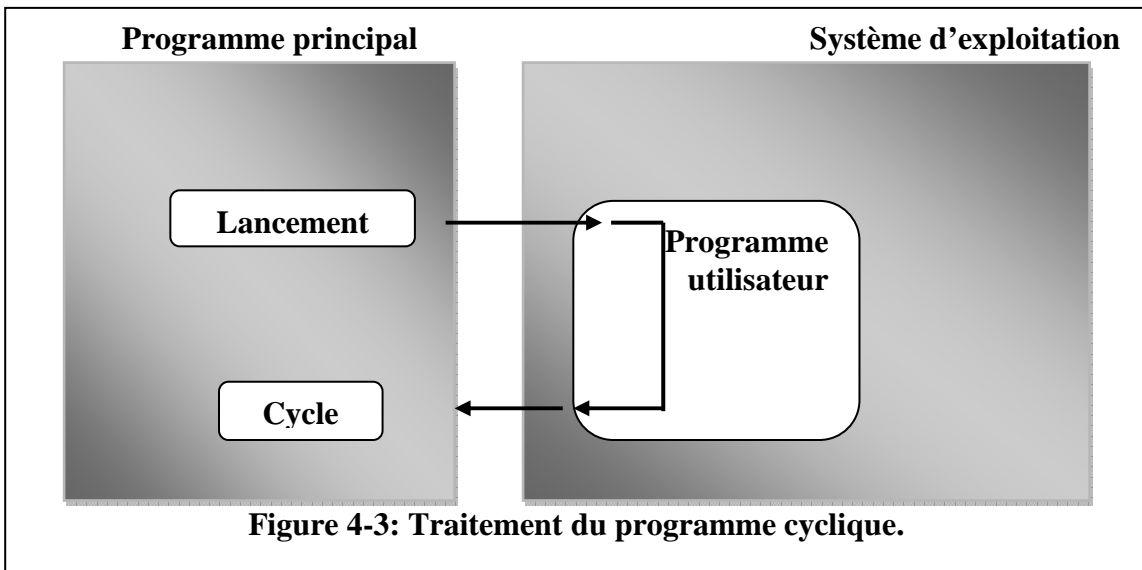 Programme principal
Système d’exploitation
Lancement
Programme
utilisateur
Cycle
Figure 4-3: Traitement du programme cyclique.